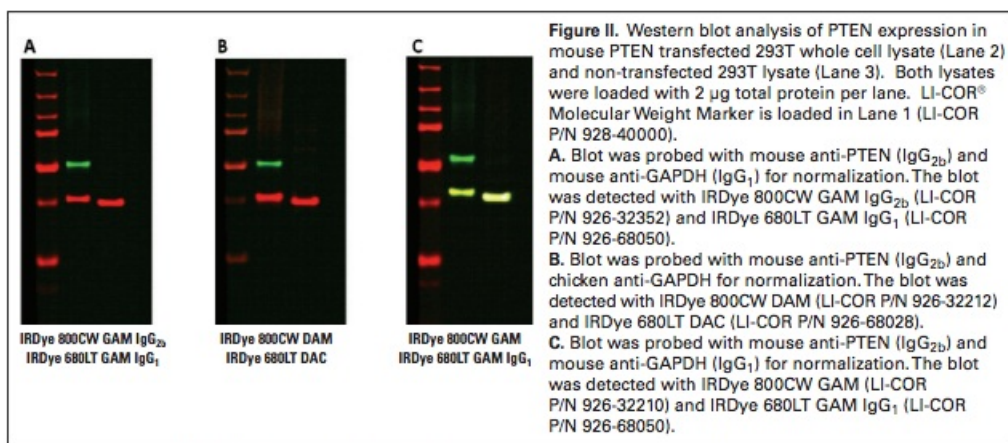 A
B
C
IRDye 800CW GAM IgG2b
IRDye 680LT GAM IgG1
IRDye 800CW DAM
IRDye 680LT DAC
IRDye 800CW GAM
IRDye 680LT GAM IgG1
Figure II. Western blot analysis of PTEN expression in
mouse PTEN transfected 293T whole cell lysate (Lane 2)
and non-transfected 293T lysate (Lane 3). Both lysates
were loaded with 2 µg total protein per lane. LI-COR®
Molecular Weight Marker is loaded in Lane 1 (LI-COR
P/N 928-40000).
A. Blot was probed with mouse anti-PTEN (IgG2b) and
mouse anti-GAPDH (IgG1) for normalization. The blot
was detected with IRDye 800CW GAM IgG2b (LI-COR
P/N 926-32352) and IRDye 680LT GAM IgG1 (LI-COR
P/N 926-68050).
B. Blot was probed with mouse anti-PTEN (IgG2b) and
chicken anti-GAPDH for normalization. The blot was
detected with IRDye 800CW DAM (LI-COR P/N 926-32212)
and IRDye 680LT DAC (LI-COR P/N 926-68028).
C. Blot was probed with mouse anti-PTEN (IgG2b) and
mouse anti-GAPDH (IgG1) for normalization. The blot
was detected with IRDye 800CW GAM (LI-COR
P/N 926-32210) and IRDye 680LT GAM IgG1 (LI-COR
P/N 926-68050).